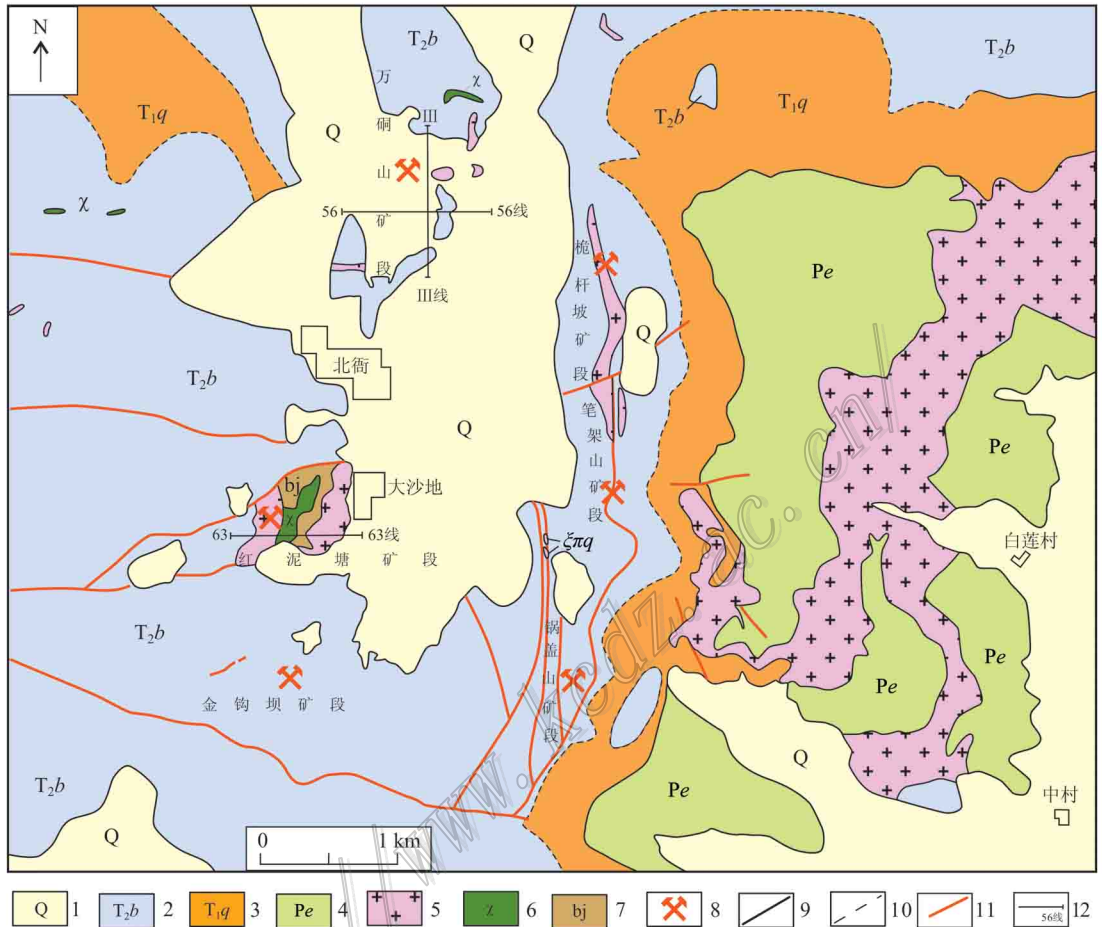 N
Q
T₂b
Q
T₂b
χ
T₁q
T₂b
T₁q
万硐山矿段
III
Q
χ
56
56线
III线
桅杆坡矿段
Pe
Q
T₂b
北衙
Q
笔架山矿段
Pe
bj
大沙地
χ
63
63线
红泥塘矿段
ξπq
白莲村
T₂b
锅盖山矿段
Pe
Pe
金钩坝矿段
Q
T₂b
Pe
中村
Q
0
1 km
Q 1
T₂b 2
T₁q 3
Pe 4
5
χ 6
bj 7
8
9
10
11
56线 12
//www.kcdz.ac.cn/